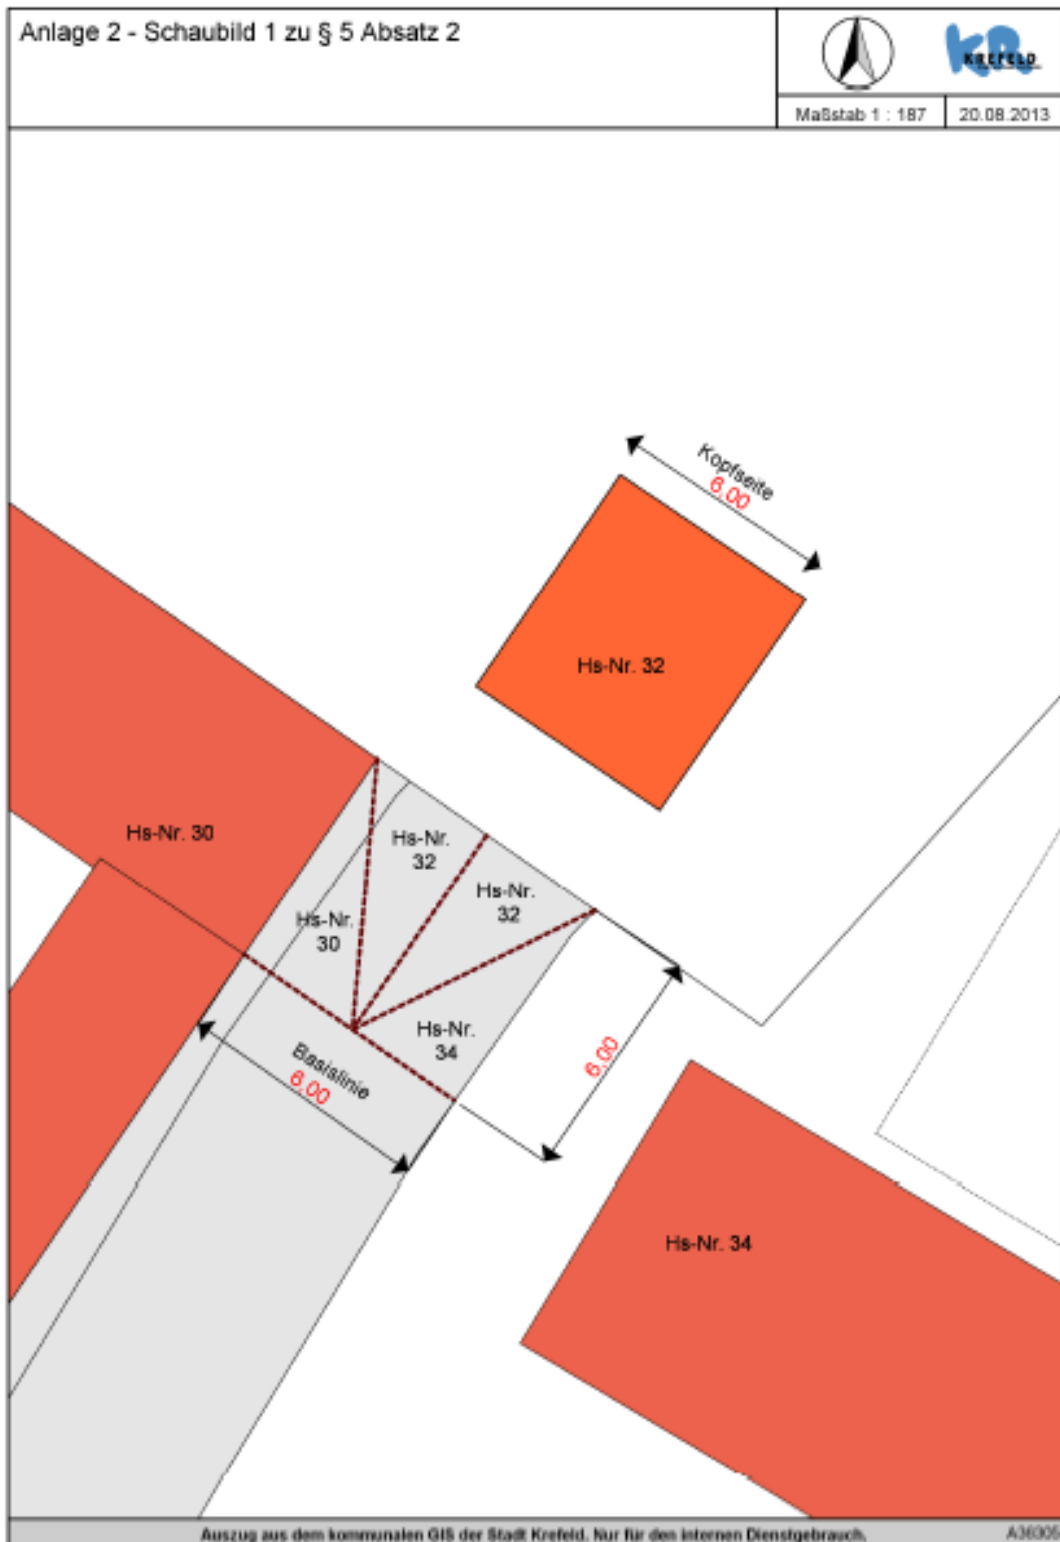 Anlage 2 - Schaubild 1 zu § 5 Absatz 2
KR
KREFELD
Maßstab 1 : 187
20.08.2013
Kopfseite
6,00
Hs-Nr. 32
Hs-Nr. 30
Hs-Nr.
32
Hs-Nr.
32
Hs-Nr.
30
Hs-Nr.
34
Basislinie
6,00
6,00
Hs-Nr. 34
Auszug aus dem kommunalen GIS der Stadt Krefeld. Nur für den internen Dienstgebrauch.